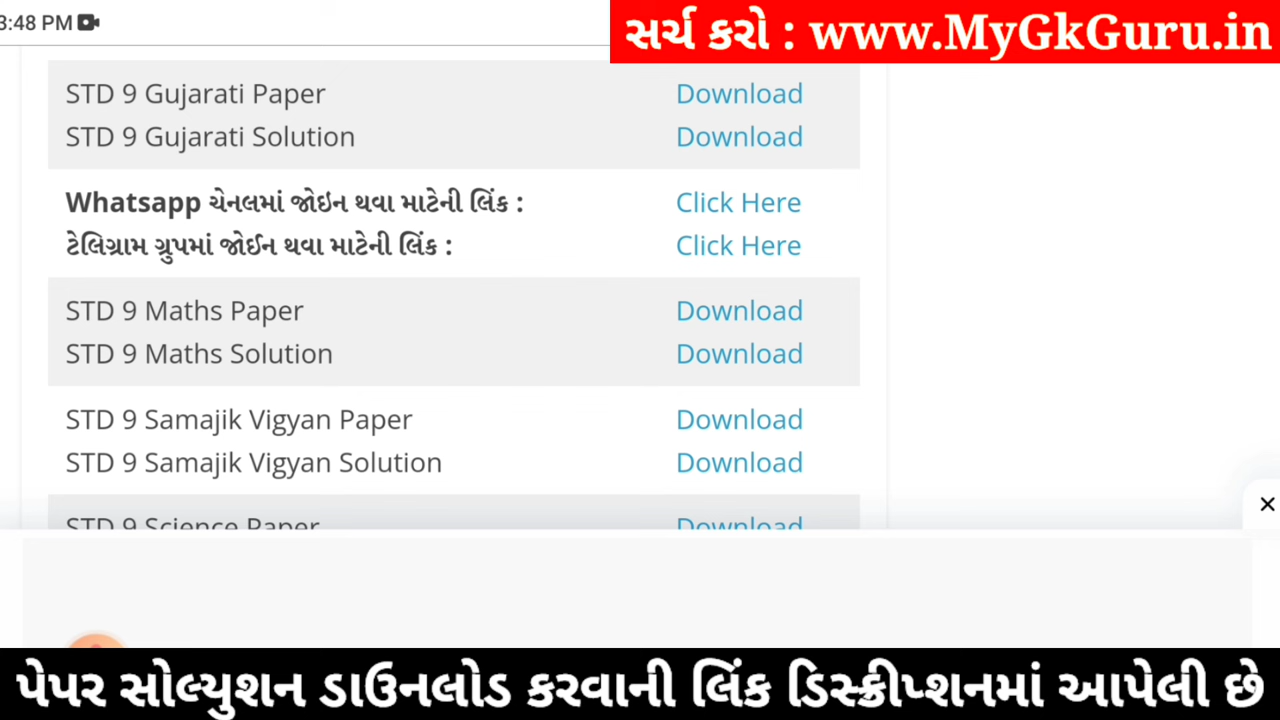 3:48 PM
સર્ચ કરો : www.MyGkGuru.in
STD 9 Gujarati Paper Download
STD 9 Gujarati Solution Download
Whatsapp ચેનલમાં જોઇન થવા માટેની લિંક : Click Here
ટેલિગ્રામ ગ્રુપમાં જોઈન થવા માટેની લિંક : Click Here
STD 9 Maths Paper Download
STD 9 Maths Solution Download
STD 9 Samajik Vigyan Paper Download
STD 9 Samajik Vigyan Solution Download
STD 9 Science Paper Download
પેપર સોલ્યુશન ડાઉનલોડ કરવાની લિંક ડિસ્ક્રીપ્શનમાં આપેલી છે